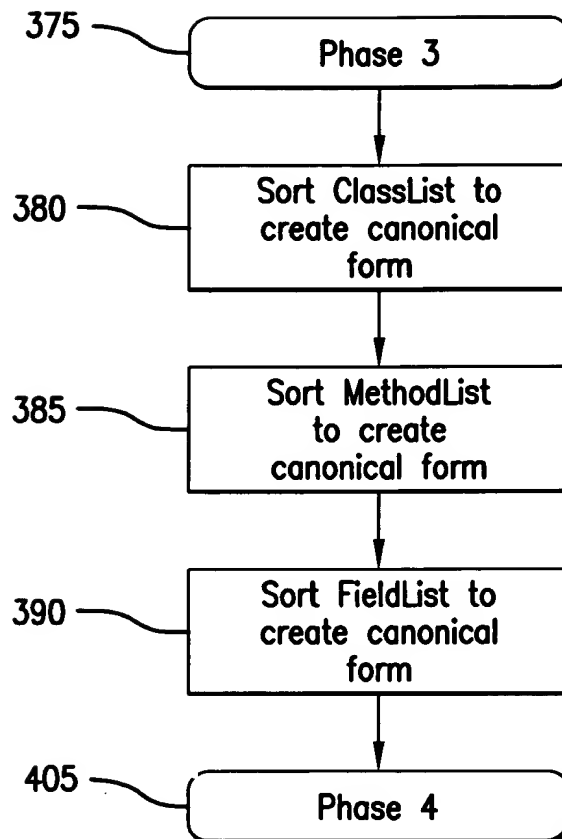 375
Phase 3
380
Sort ClassList to
create canonical
form
385
Sort MethodList
to create
canonical form
390
Sort FieldList to
create canonical
form
405
Phase 4